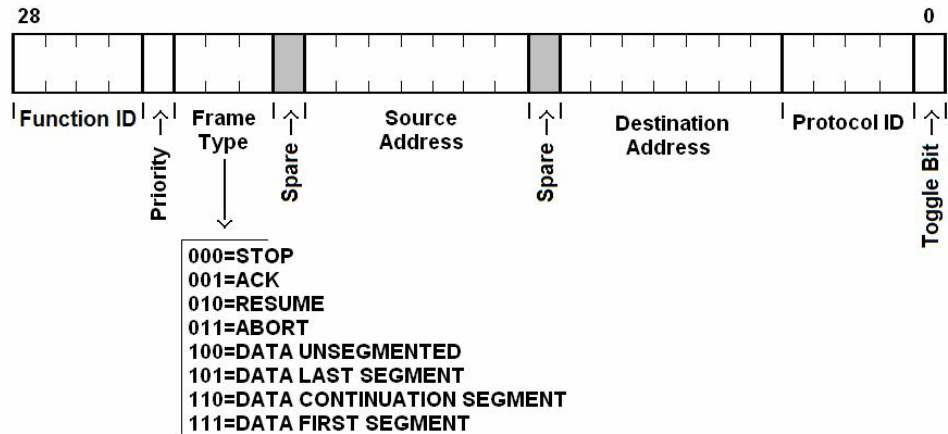 28 0
Function ID
Priority
Frame
Type
Spare
Source
Address
Spare
Destination
Address
Protocol ID
Toggle Bit
000=STOP
001=ACK
010=RESUME
011=ABORT
100=DATA UNSEGMENTED
101=DATA LAST SEGMENT
110=DATA CONTINUATION SEGMENT
111=DATA FIRST SEGMENT